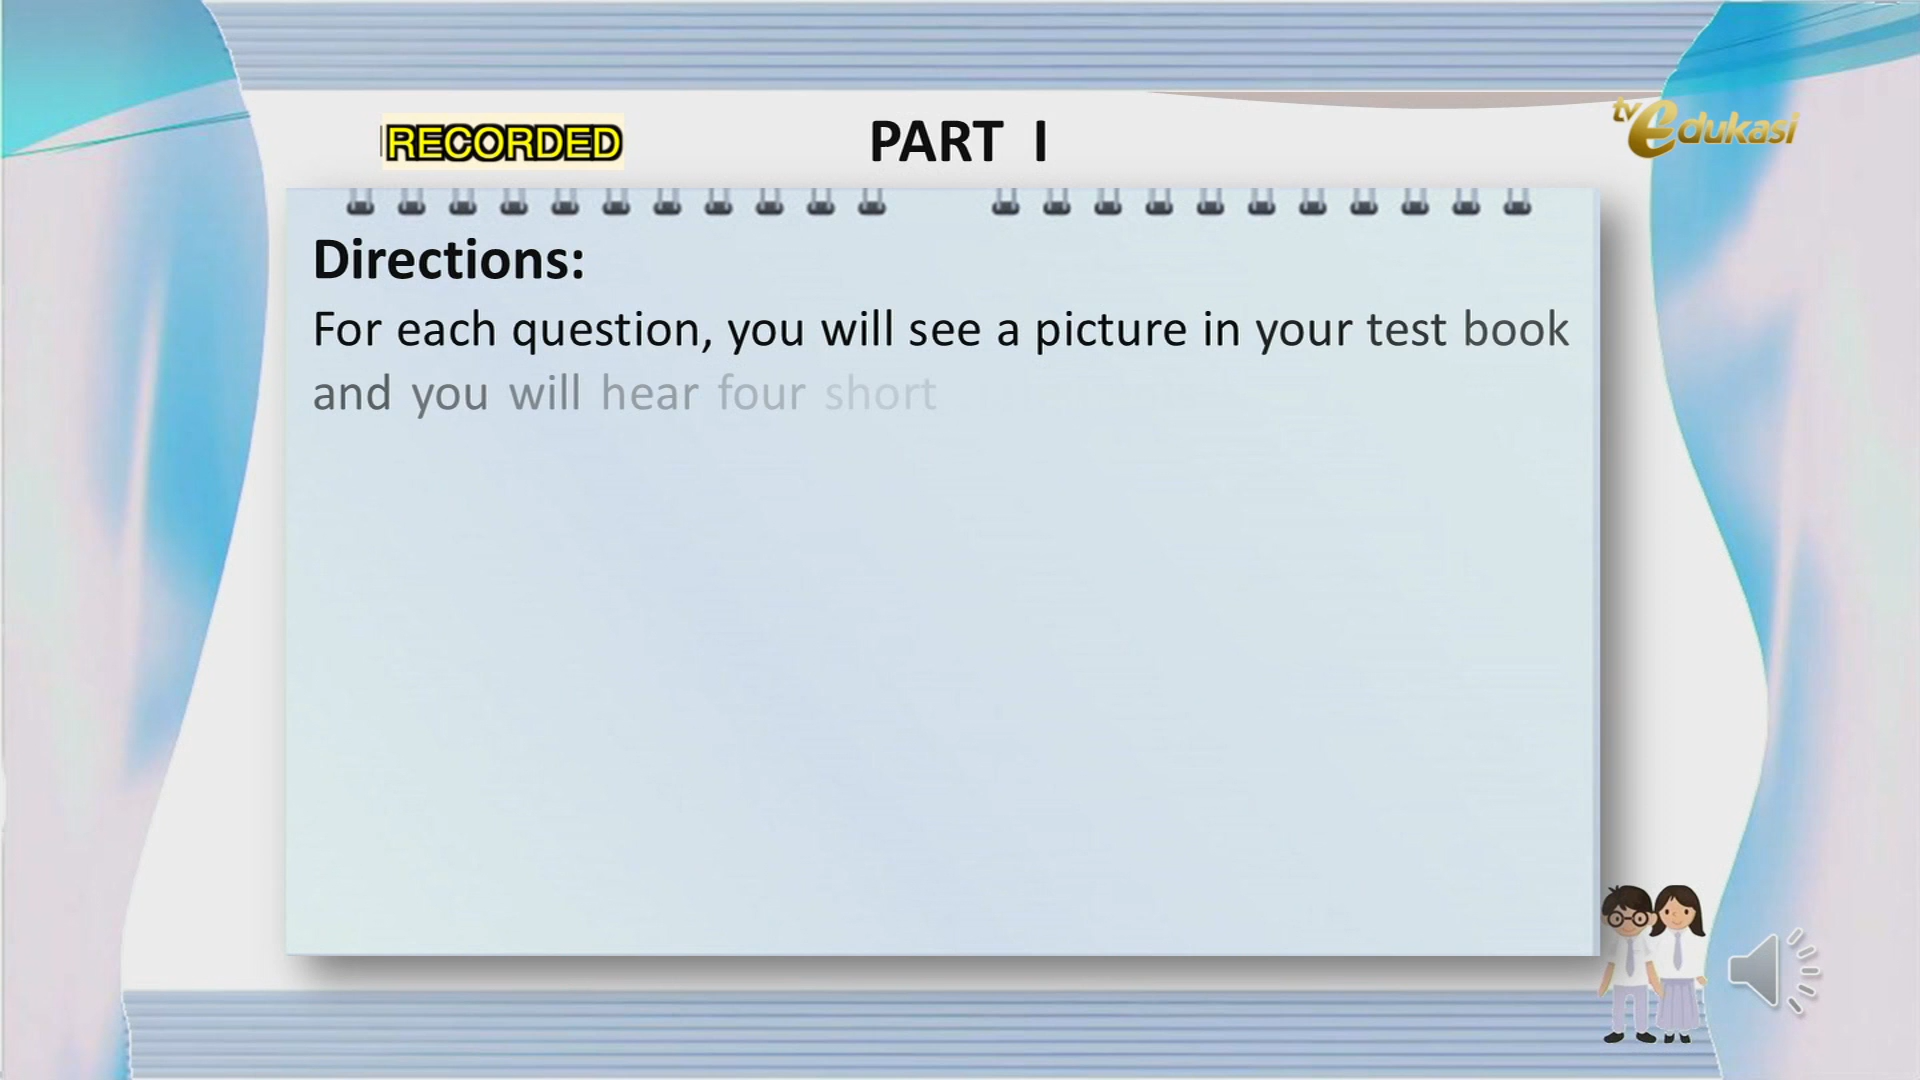 RECORDED
PART I
tv edukasi
Directions:
For each question, you will see a picture in your test book
and you will hear four short